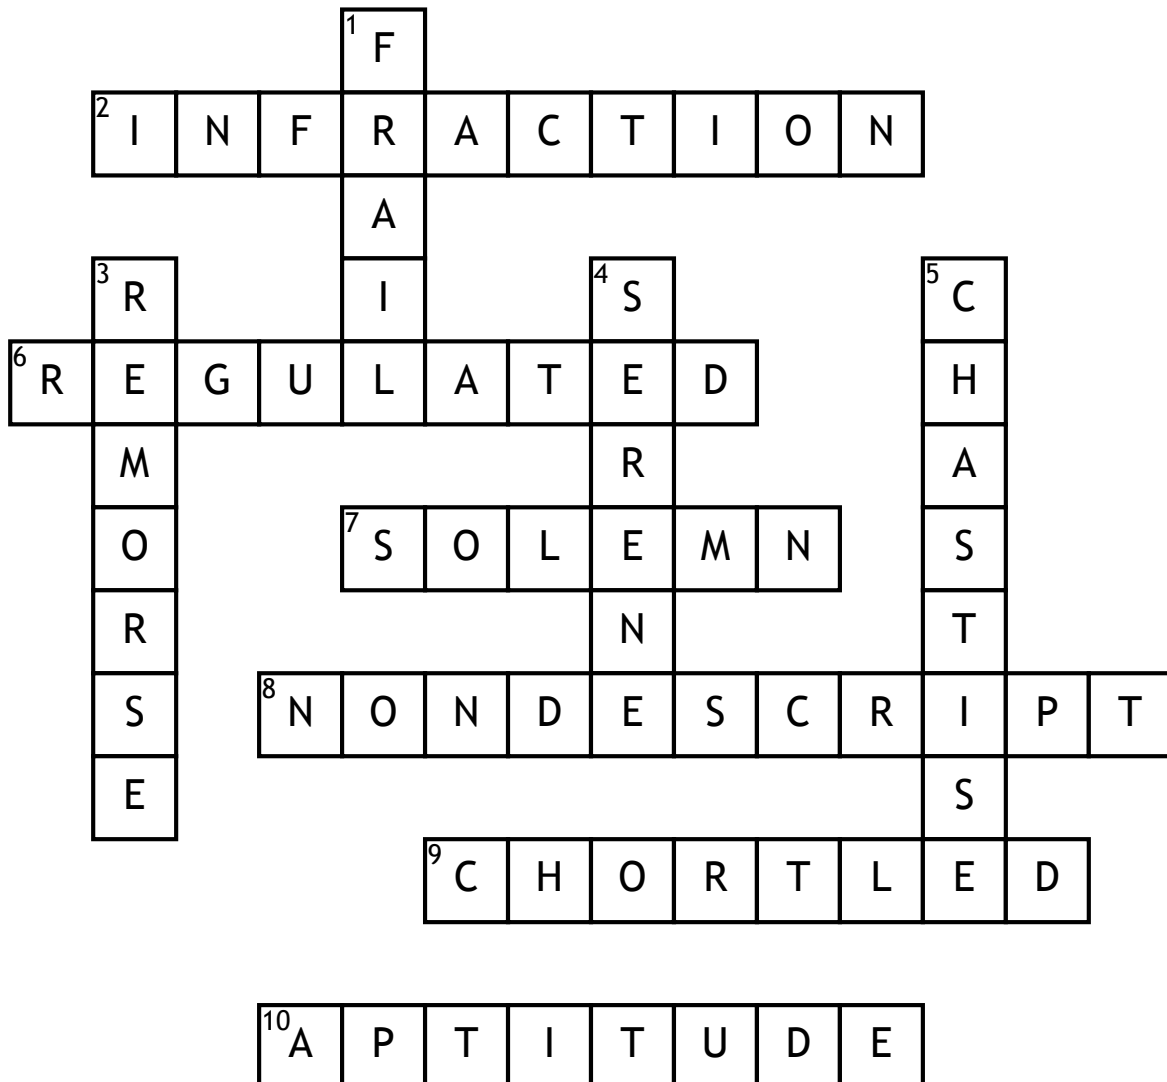 1 F
2 I N F R A C T I O N
A
3 R I 4 S 5 C
6 R E G U L A T E D H
M R A
O 7 S O L E M N S
R N T
S 8 N O N D E S C R I P T
E S
9 C H O R T L E D
10 A P T I T U D E